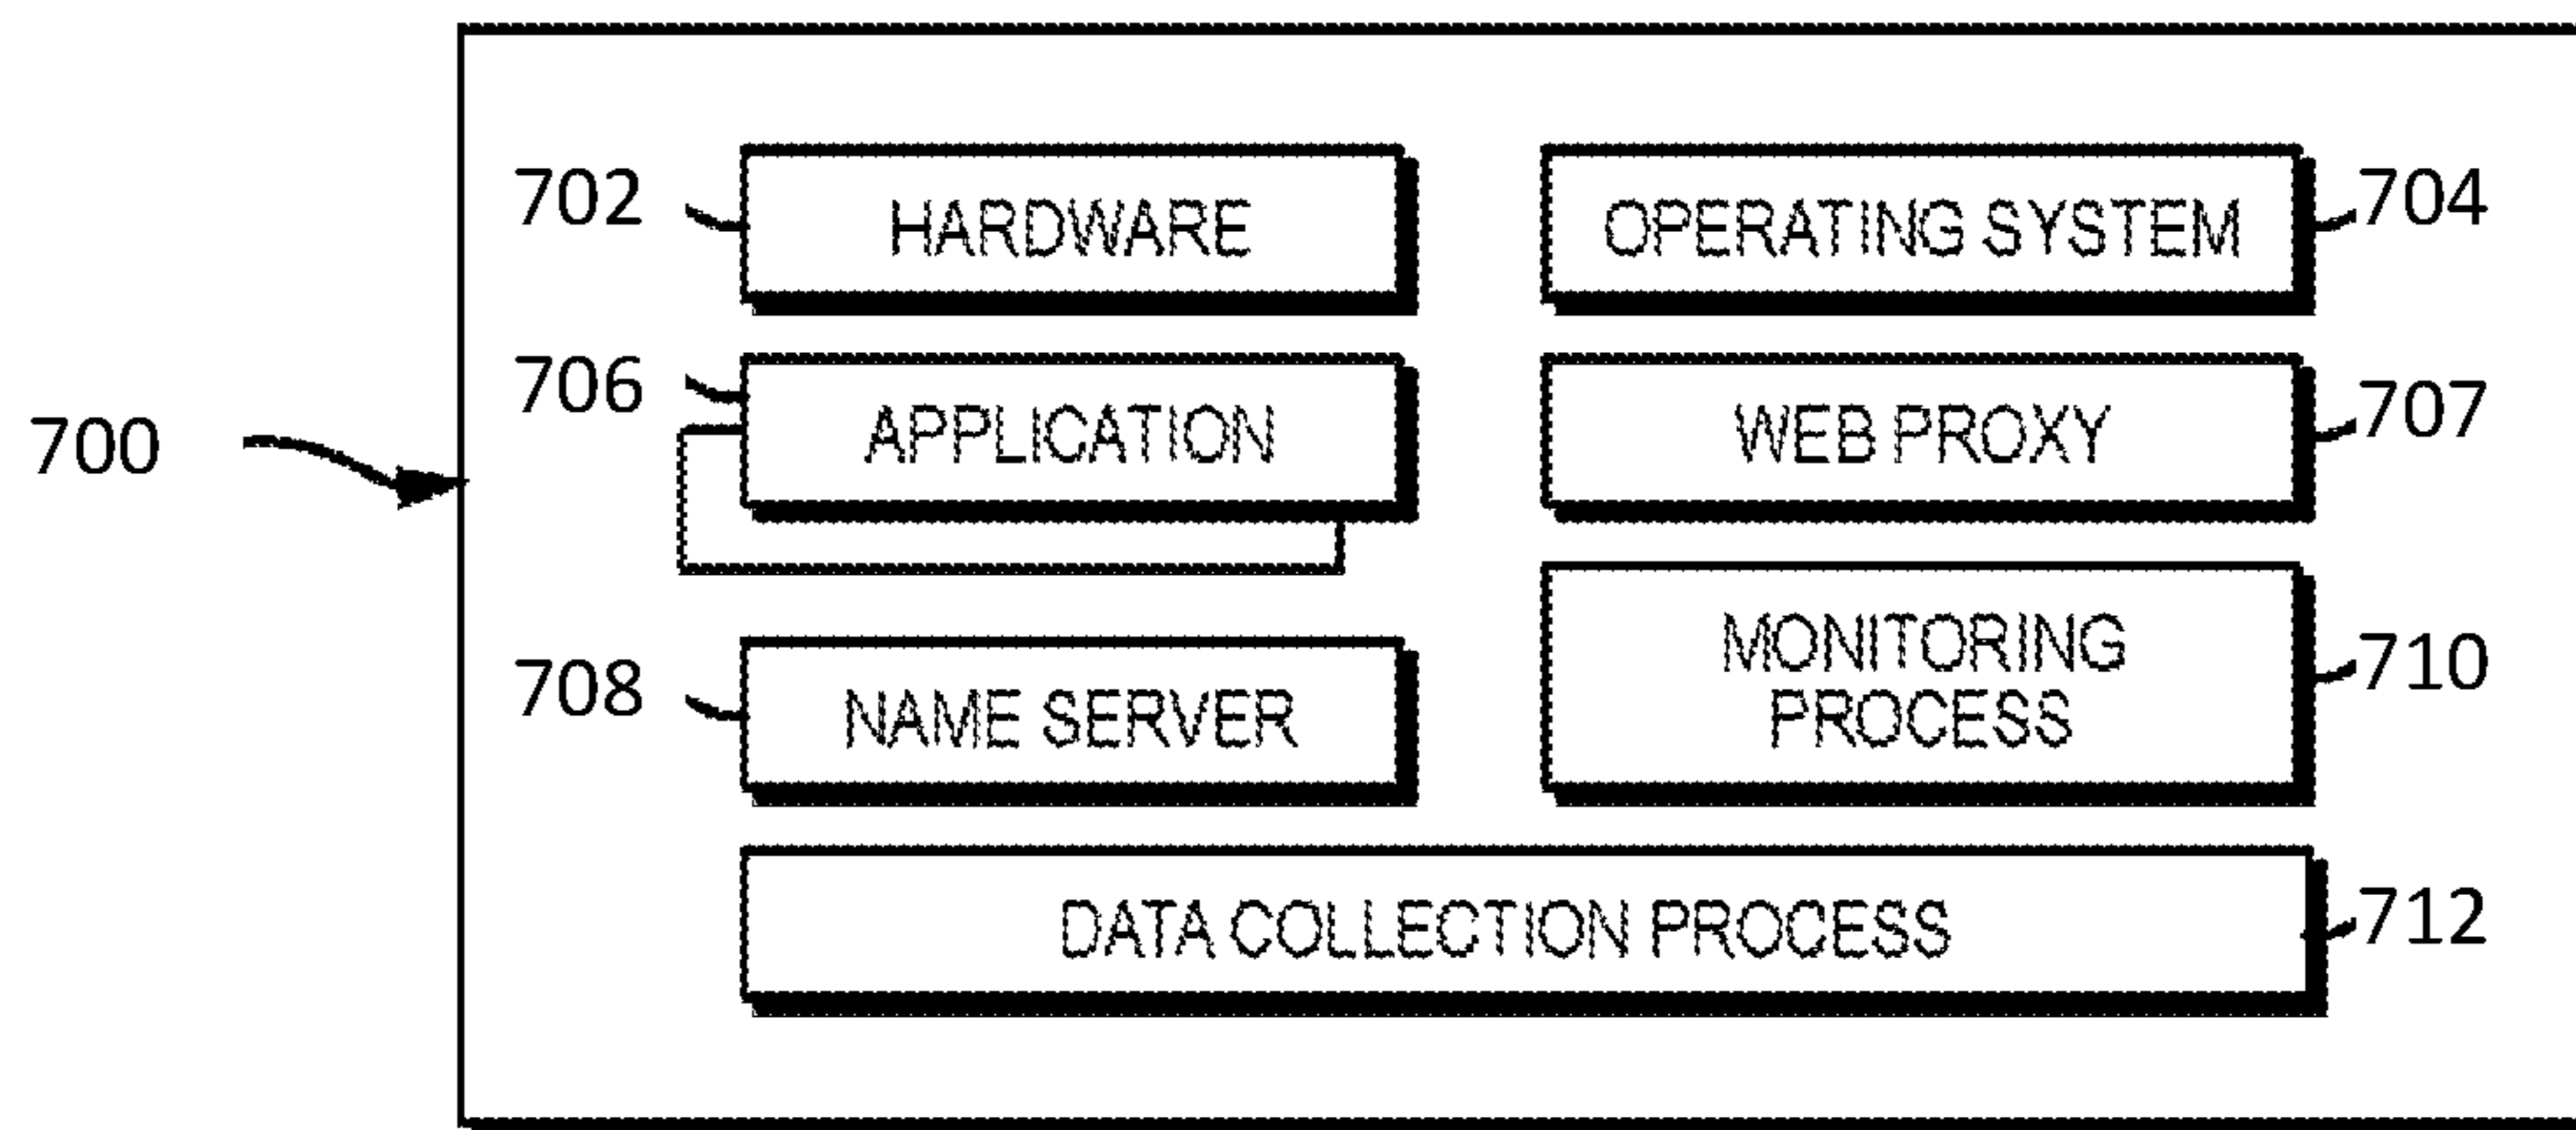 702 HARDWARE OPERATING SYSTEM 704
706 APPLICATION WEB PROXY 707
700
708 NAME SERVER MONITORING
PROCESS 710
DATA COLLECTION PROCESS 712